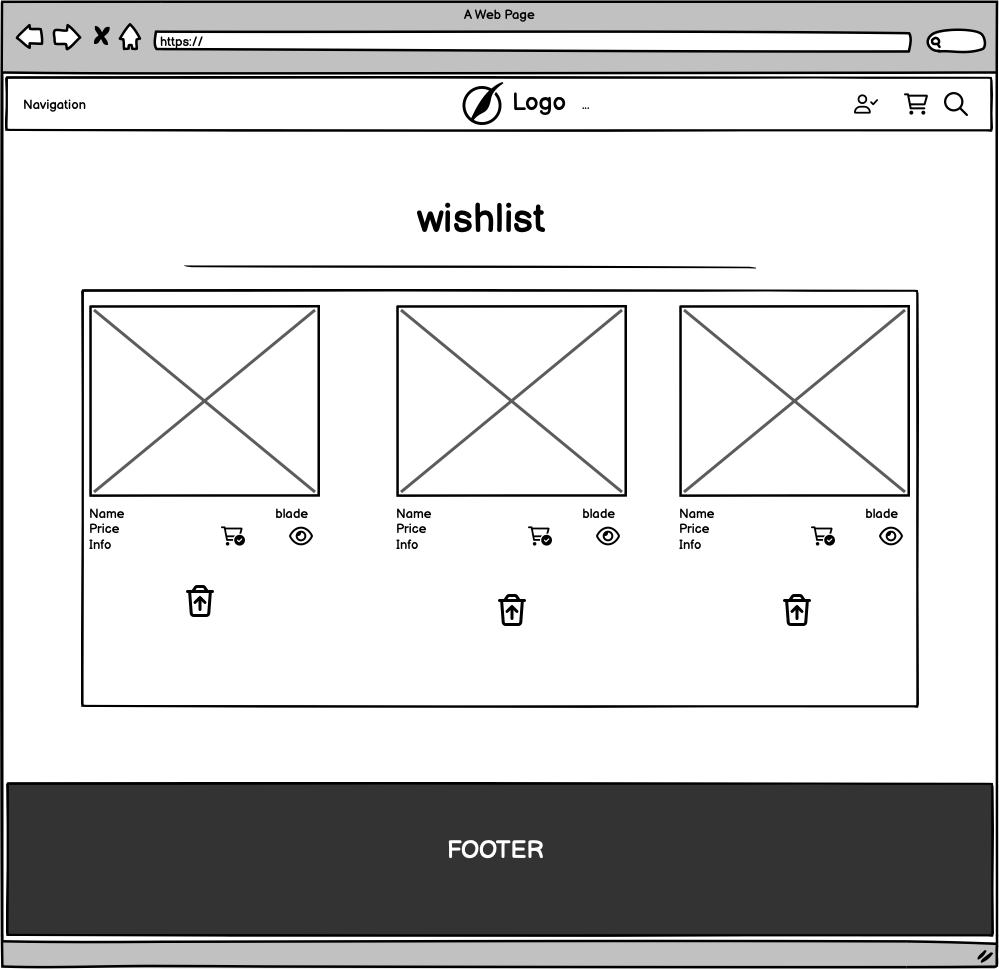 A Web Page
https://
Navigation
Logo ...
wishlist
Name blade
Price
Info
Name blade
Price
Info
Name blade
Price
Info
FOOTER